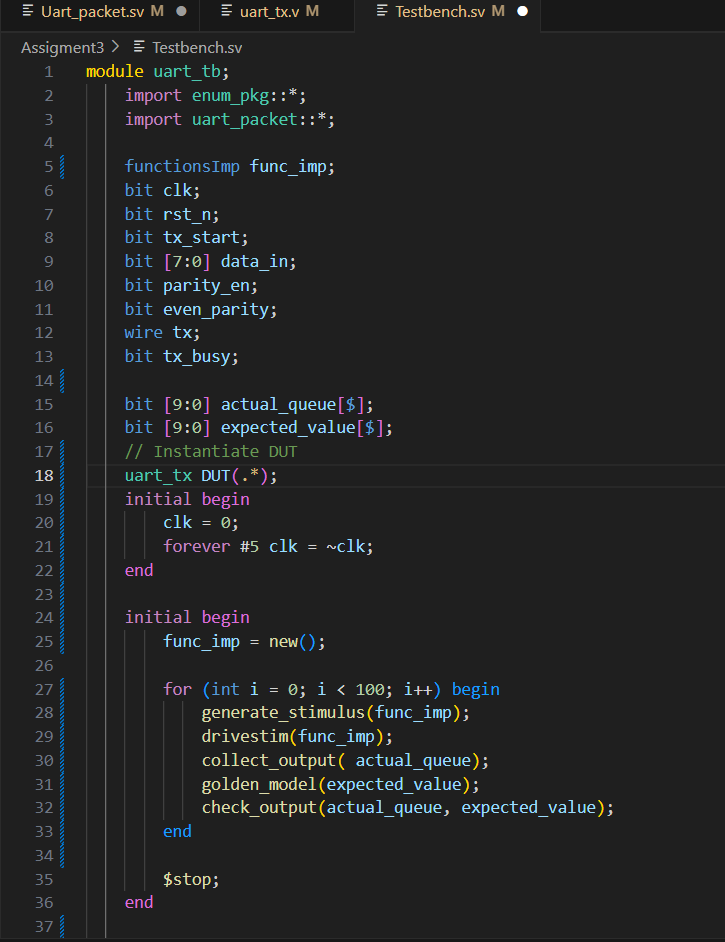 Uart_packet.sv M uart_tx.v M Testbench.sv M
Assigment3 > Testbench.sv
1 module uart_tb;
2 import enum_pkg::*;
3 import uart_packet::*;
4
5 functionsImp func_imp;
6 bit clk;
7 bit rst_n;
8 bit tx_start;
9 bit [7:0] data_in;
10 bit parity_en;
11 bit even_parity;
12 wire tx;
13 bit tx_busy;
14
15 bit [9:0] actual_queue[$];
16 bit [9:0] expected_value[$];
17 // Instantiate DUT
18 uart_tx DUT(.*);
19 initial begin
20 clk = 0;
21 forever #5 clk = ~clk;
22 end
23
24 initial begin
25 func_imp = new();
26
27 for (int i = 0; i < 100; i++) begin
28 generate_stimulus(func_imp);
29 drivestim(func_imp);
30 collect_output( actual_queue);
31 golden_model(expected_value);
32 check_output(actual_queue, expected_value);
33 end
34
35 $stop;
36 end
37